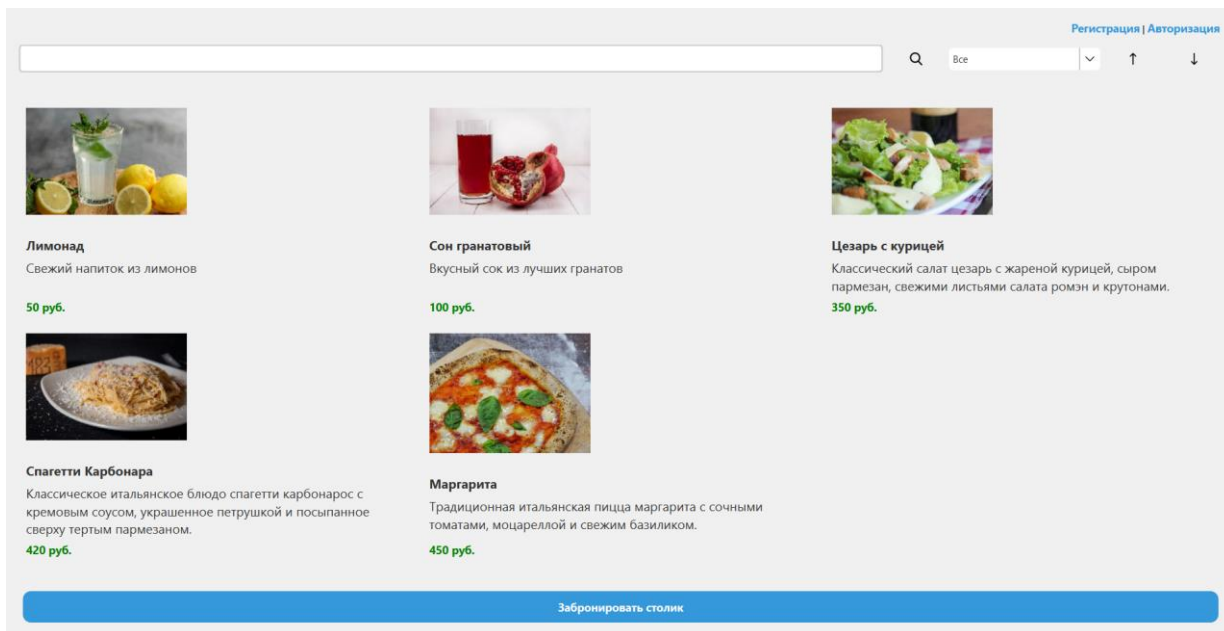 Регистрация | Авторизация
Все
Лимонад
Свежий напиток из лимонов
50 руб.
Сон гранатовый
Вкусный сок из лучших гранатов
100 руб.
Цезарь с курицей
Классический салат цезарь с жареной курицей, сыром
пармезан, свежими листьями салата ромэн и крутонами.
350 руб.
Спагетти Карбонара
Классическое итальянское блюдо спагетти карбонарос с
кремовым соусом, украшенное петрушкой и посыпанное
сверху тертым пармезаном.
420 руб.
Маргарита
Традиционная итальянская пицца маргарита с сочными
томатами, моцареллой и свежим базиликом.
450 руб.
Забронировать столик